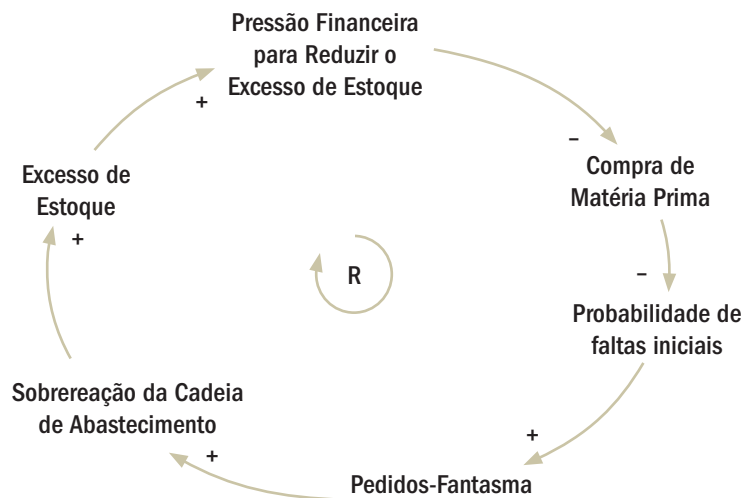 Pressão Financeira
para Reduzir o
Excesso de Estoque
+
–
Compra de
Matéria Prima
Excesso de
Estoque
+
R
–
Probabilidade de
faltas iniciais
Sobrereação da Cadeia
de Abastecimento
+
+
Pedidos-Fantasma